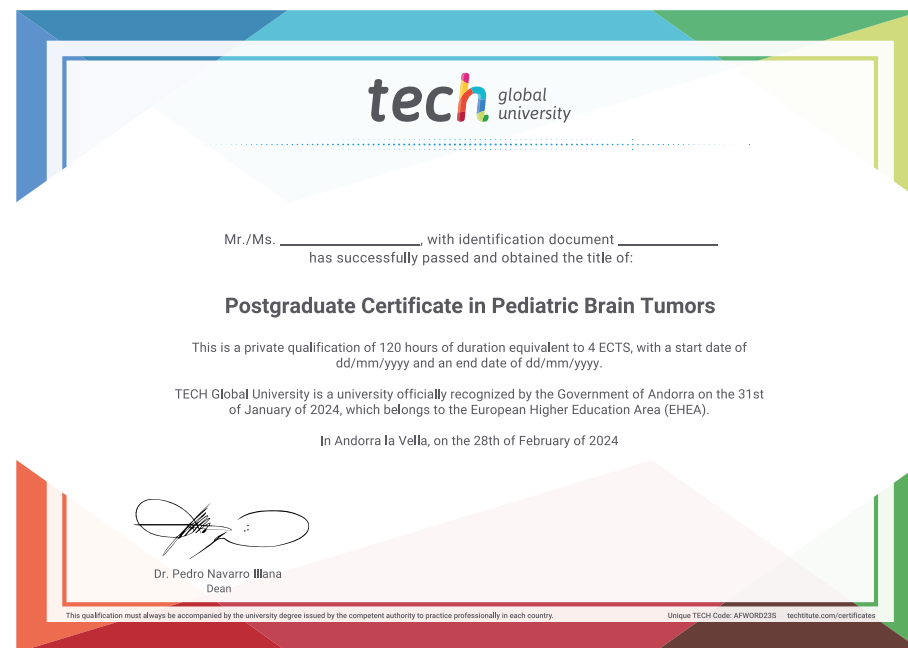 tech global
university
Mr./Ms. ____________, with identification document ____________
has successfully passed and obtained the title of:
Postgraduate Certificate in Pediatric Brain Tumors
This is a private qualification of 120 hours of duration equivalent to 4 ECTS, with a start date of
dd/mm/yyyy and an end date of dd/mm/yyyy.
TECH Global University is a university officially recognized by the Government of Andorra on the 31st
of January of 2024, which belongs to the European Higher Education Area (EHEA).
In Andorra la Vella, on the 28th of February of 2024
Dr. Pedro Navarro Illana
Dean
This qualification must always be accompanied by the university degree issued by the competent authority to practice professionally in each country. Unique TECH Code: AFWORD23S techtitute.com/certificates